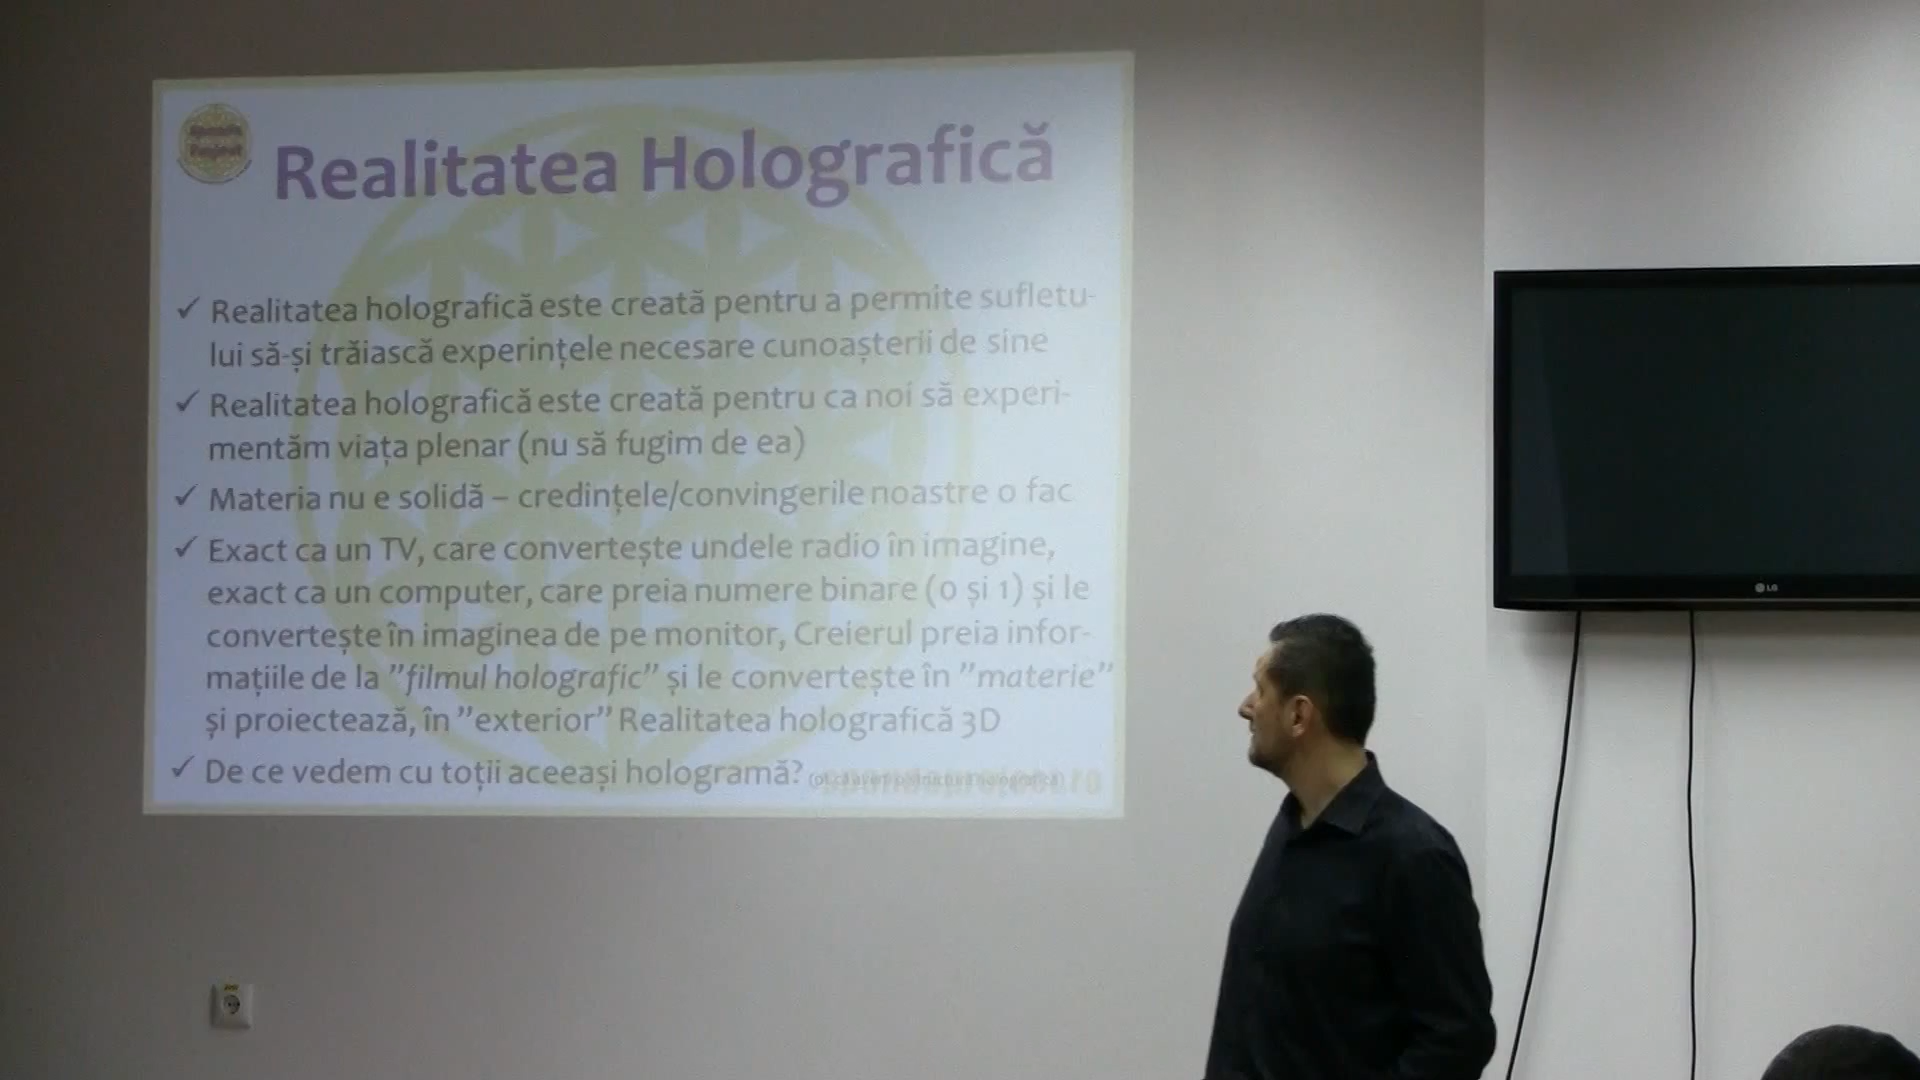 Project
Realitatea Holografică
✓ Realitatea holografică este creată pentru a permite sufletu-
lui să-și trăiască experințele necesare cunoașterii de sine
✓ Realitatea holografică este creată pentru ca noi să experi-
mentăm viața plenar (nu să fugim de ea)
✓ Materia nu e solidă – credințele/convingerile noastre o fac
✓ Exact ca un TV, care convertește undele radio în imagine,
exact ca un computer, care preia numere binare (0 și 1) și le
convertește în imaginea de pe monitor, Creierul preia infor-
mațiile de la ”filmul holografic” și le convertește în ”materie”
și proiectează, în ”exterior” Realitatea holografică 3D
✓ De ce vedem cu toții aceeași hologramă?
LG